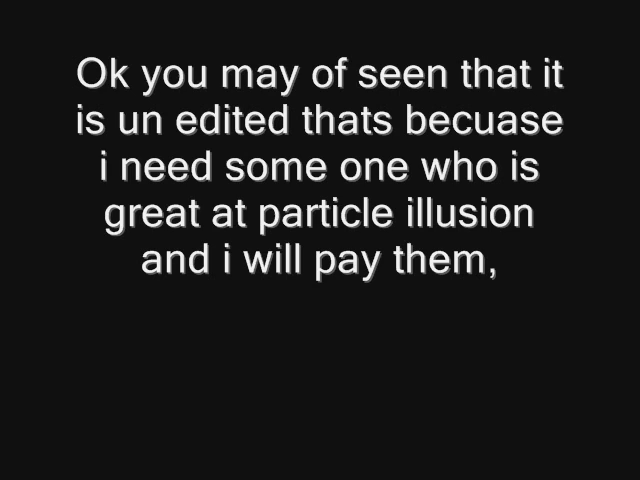 Ok you may of seen that it
is un edited thats becuase
i need some one who is
great at particle illusion
and i will pay them,